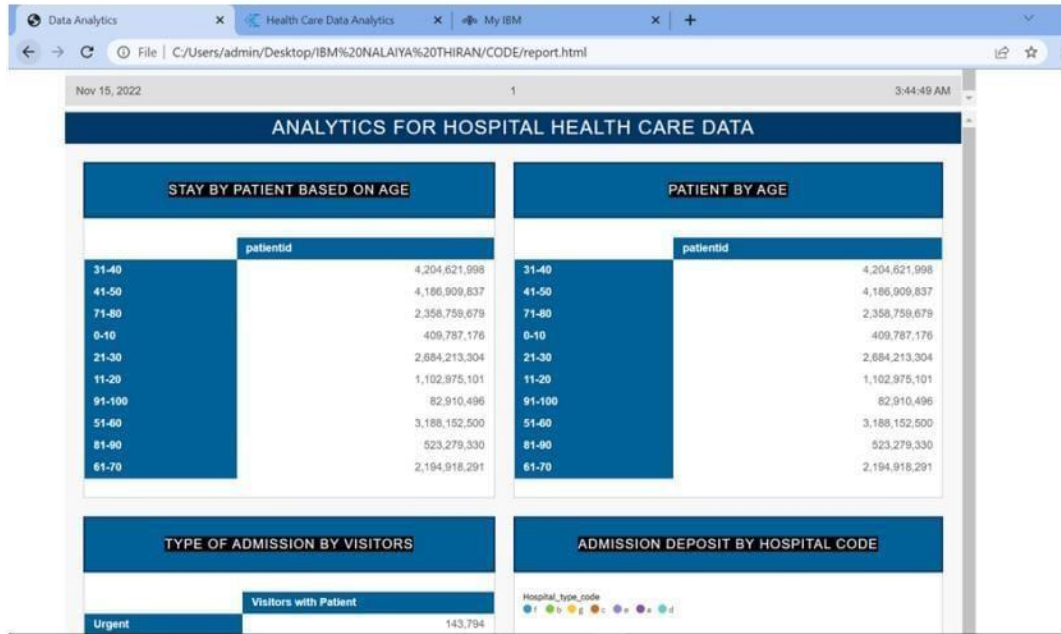 Data Analytics
Health Care Data Analytics
My IBM
File | C:/Users/admin/Desktop/IBM%20NALAIYA%20THIRAN/CODE/report.html
Nov 15, 2022 1 3:44:49 AM
ANALYTICS FOR HOSPITAL HEALTH CARE DATA
STAY BY PATIENT BASED ON AGE
patientid
31-40 4,204,621,998
41-50 4,186,909,837
71-80 2,358,759,679
0-10 409,787,176
21-30 2,684,213,304
11-20 1,102,975,101
91-100 82,910,496
51-60 3,188,152,500
81-90 523,279,330
61-70 2,194,918,291
PATIENT BY AGE
patientid
31-40 4,204,621,998
41-50 4,186,909,837
71-80 2,358,759,679
0-10 409,787,176
21-30 2,684,213,304
11-20 1,102,975,101
91-100 82,910,496
51-60 3,188,152,500
81-90 523,279,330
61-70 2,194,918,291
TYPE OF ADMISSION BY VISITORS
Visitors with Patient
Urgent 143,794
ADMISSION DEPOSIT BY HOSPITAL CODE
Hospital_type_code
f b g c e a d